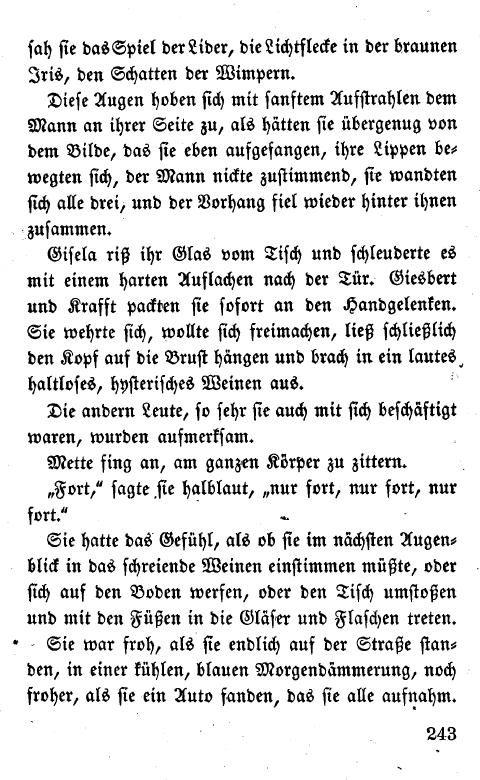 sah sie das Spiel der Lider, die Lichtflecke in der braunen
Iris, den Schatten der Wimpern.
Diese Augen hoben sich mit sanftem Aufstrahlen dem
Mann an ihrer Seite zu, als hätten sie übergenug von
dem Bilde, das sie eben aufgefangen, ihre Lippen be-
wegten sich, der Mann nickte zustimmend, sie wandten
sich alle drei, und der Vorhang fiel wieder hinter ihnen
zusammen.
Gisela riß ihr Glas vom Tisch und schleuderte es
mit einem harten Auflachen nach der Tür. Giesbert
und Krafft packten sie sofort an den Handgelenken.
Sie wehrte sich, wollte sich freimachen, ließ schließlich
den Kopf auf die Brust hängen und brach in ein lautes,
haltloses, hysterisches Weinen aus.
Die andern Leute, so sehr sie auch mit sich beschäftigt
waren, wurden aufmerksam.
Mette fing an, am ganzen Körper zu zittern.
„Fort,“ sagte sie halblaut, „nur fort, nur fort, nur
fort.“
Sie hatte das Gefühl, als ob sie im nächsten Augen-
blick in das schreiende Weinen einstimmen müßte, oder
sich auf den Boden werfen, oder den Tisch umstoßen
und mit den Füßen in die Gläser und Flaschen treten.
Sie war froh, als sie endlich auf der Straße stan-
den, in einer kühlen, blauen Morgendämmerung, noch
froher, als sie ein Auto fanden, das sie alle aufnahm.
243